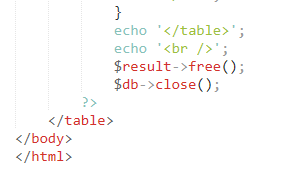 }
echo '</table>';
echo '<br />';
$result->free();
$db->close();
?>
</table>
</body>
</html>